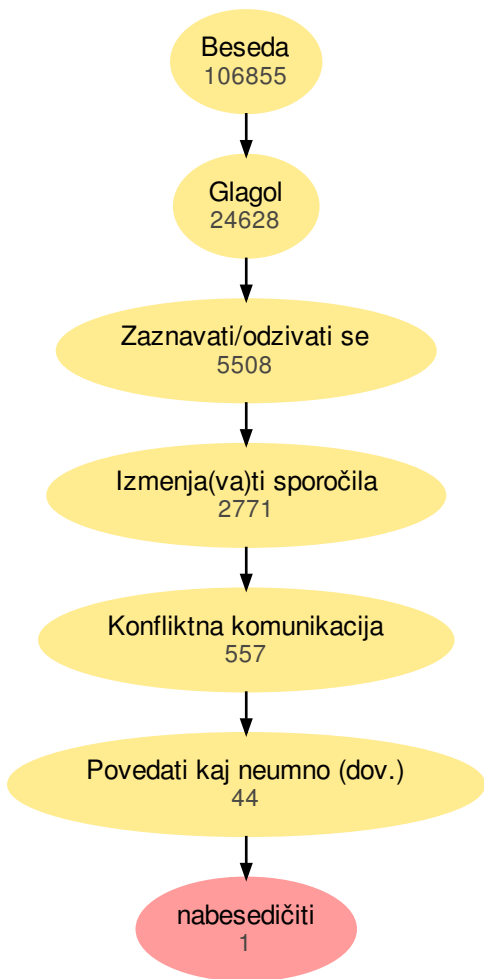 Beseda
106855
Glagol
24628
Zaznavati/odzivati se
5508
Izmenja(va)ti sporočila
2771
Konfliktna komunikacija
557
Povedati kaj neumno (dov.)
44
nabesedičiti
1